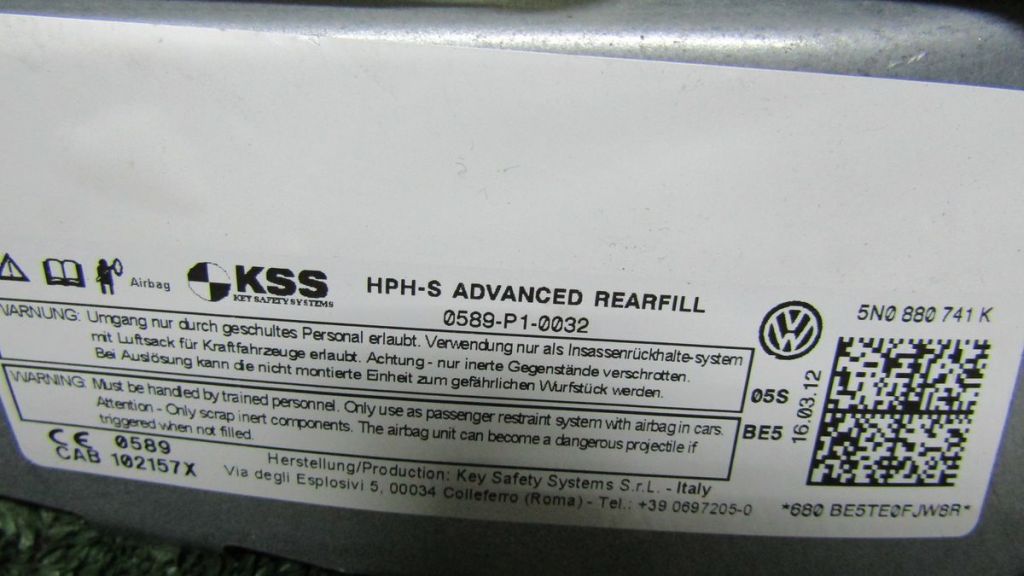 Airbag
KSS
KEY SAFETY SYSTEMS
HPH-S ADVANCED REARFILL
0589-P1-0032
5N0 880 741 K
WARNUNG: Umgang nur durch geschultes Personal erlaubt. Verwendung nur als Insassenrückhalte-system
mit Luftsack für Kraftfahrzeuge erlaubt. Achtung - nur inerte Gegenstände verschrotten.
Bei Auslösung kann die nicht montierte Einheit zum gefährlichen Wurfstück werden.
05S
16.03.12
WARNING: Must be handled by trained personnel. Only use as passenger restraint system with airbag in cars.
Attention - Only scrap inert components. The airbag unit can become a dangerous projectile if
triggered when not filled.
BE5
CE 0589
CAB 102157X
Herstellung/Production: Key Safety Systems S.r.L. - Italy
Via degli Esplosivi 5, 00034 Colleferro (Roma) - Tel.: +39 0697205-0
*680 BE5TE0FJW8R*